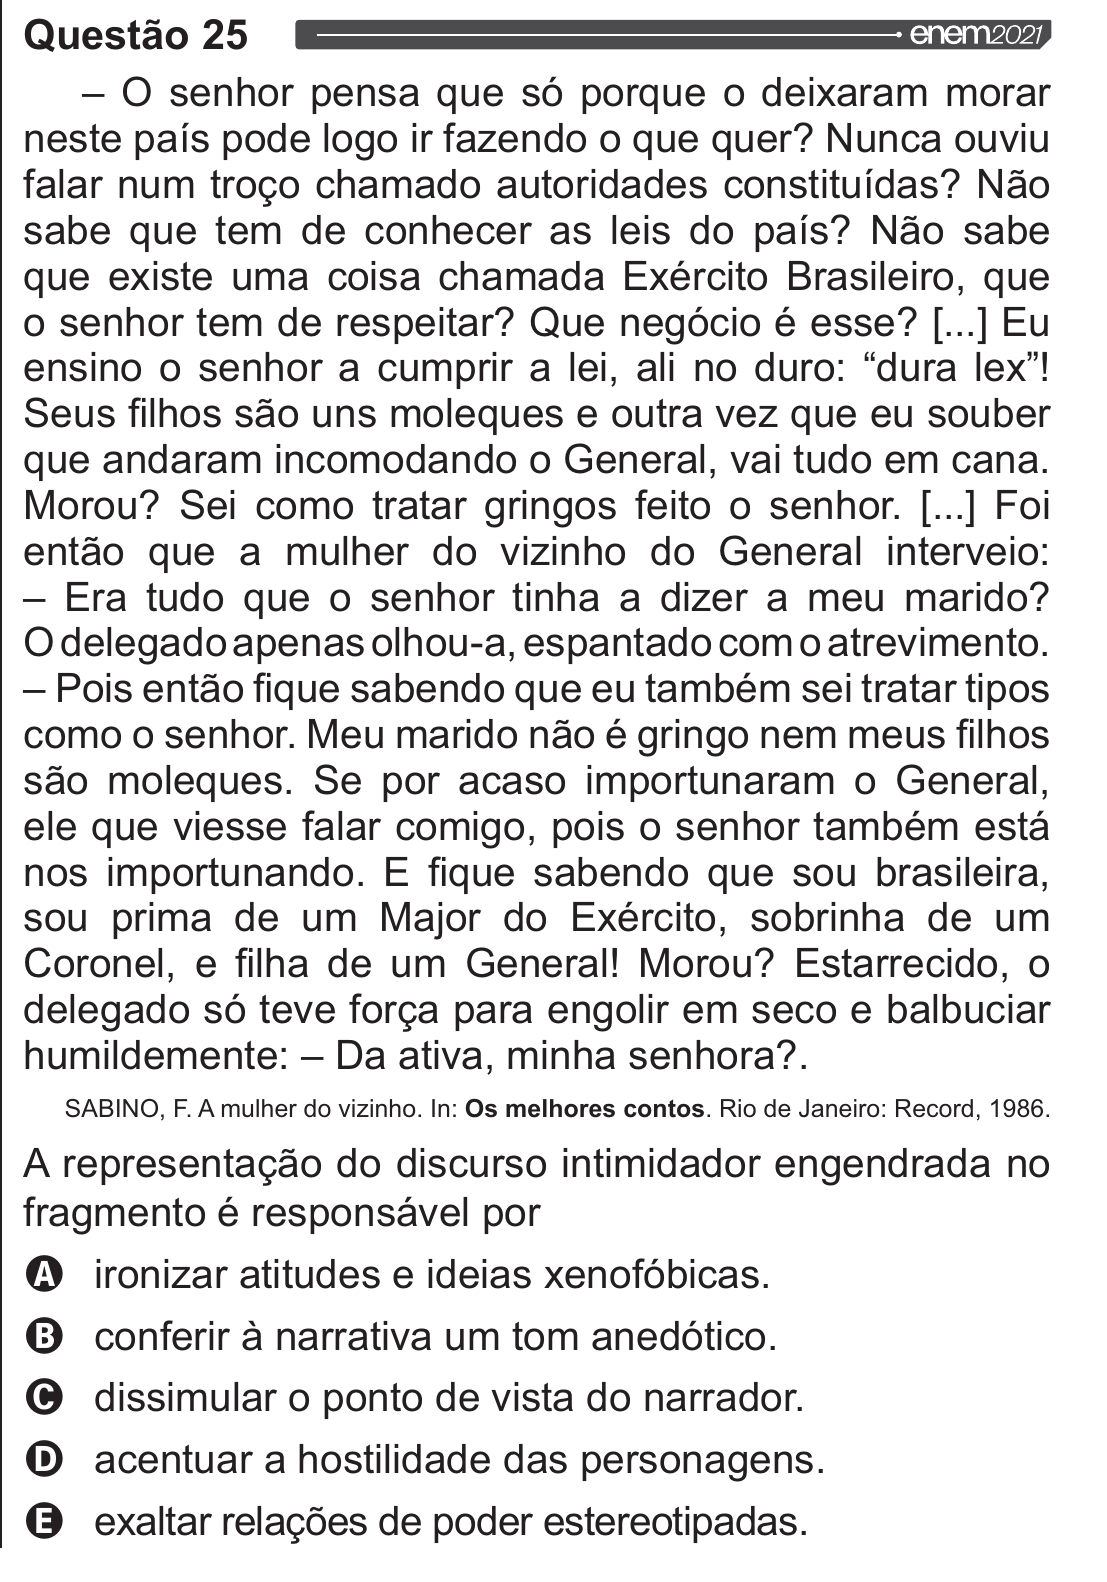 Questão 25
enem2021
– O senhor pensa que só porque o deixaram morar
neste país pode logo ir fazendo o que quer? Nunca ouviu
falar num troço chamado autoridades constituídas? Não
sabe que tem de conhecer as leis do país? Não sabe
que existe uma coisa chamada Exército Brasileiro, que
o senhor tem de respeitar? Que negócio é esse? [...] Eu
ensino o senhor a cumprir a lei, ali no duro: “dura lex”!
Seus filhos são uns moleques e outra vez que eu souber
que andaram incomodando o General, vai tudo em cana.
Morou? Sei como tratar gringos feito o senhor. [...] Foi
então que a mulher do vizinho do General interveio:
– Era tudo que o senhor tinha a dizer a meu marido?
O delegado apenas olhou-a, espantado com o atrevimento.
– Pois então fique sabendo que eu também sei tratar tipos
como o senhor. Meu marido não é gringo nem meus filhos
são moleques. Se por acaso importunaram o General,
ele que viesse falar comigo, pois o senhor também está
nos importunando. E fique sabendo que sou brasileira,
sou prima de um Major do Exército, sobrinha de um
Coronel, e filha de um General! Morou? Estarrecido, o
delegado só teve força para engolir em seco e balbuciar
humildemente: – Da ativa, minha senhora?.
SABINO, F. A mulher do vizinho. In: Os melhores contos. Rio de Janeiro: Record, 1986.
A representação do discurso intimidador engendrada no
fragmento é responsável por
A ironizar atitudes e ideias xenofóbicas.
B conferir à narrativa um tom anedótico.
C dissimular o ponto de vista do narrador.
D acentuar a hostilidade das personagens.
E exaltar relações de poder estereotipadas.